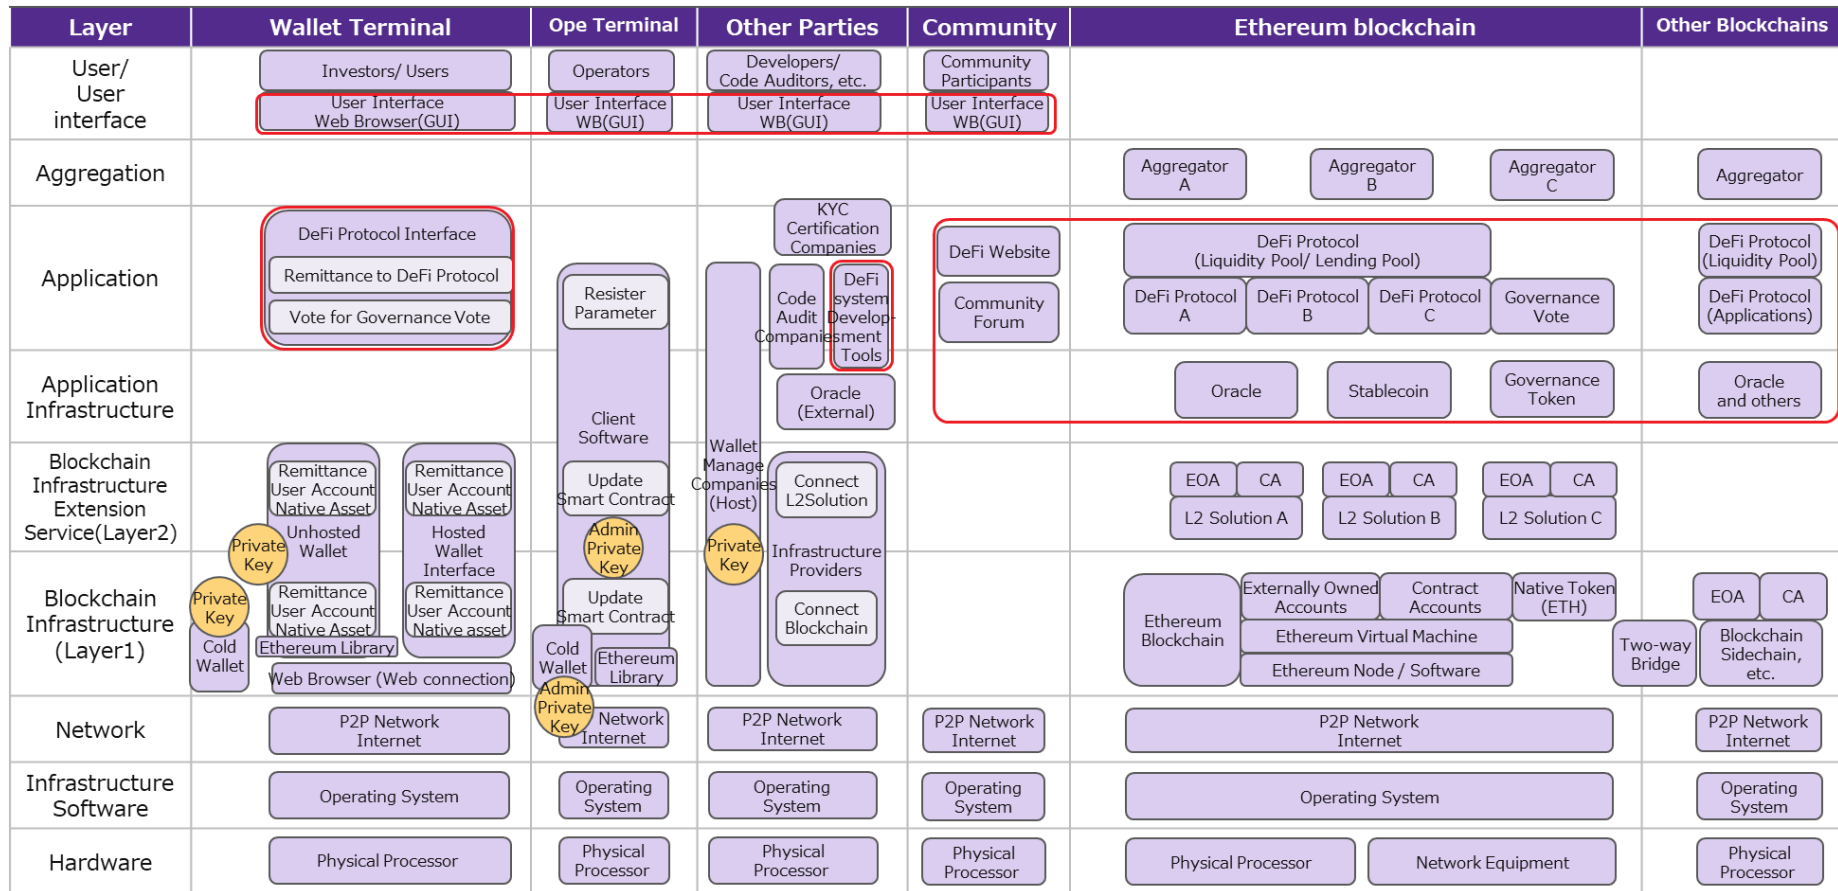 Layer
Wallet Terminal
Ope Terminal
Other Parties
Community
Ethereum blockchain
Other Blockchains
User/
User
interface
Investors/ Users
Operators
Developers/
Code Auditors, etc.
Community
Participants
User Interface
Web Browser(GUI)
User Interface
WB(GUI)
User Interface
WB(GUI)
User Interface
WB(GUI)
Aggregation
Aggregator
A
Aggregator
B
Aggregator
C
Aggregator
Application
DeFi Protocol Interface
Remittance to DeFi Protocol
Vote for Governance Vote
Resister
Parameter
KYC
Certification
Companies
Code
Audit
Companies
DeFi
system
Develop-
ment
Tools
DeFi Website
Community
Forum
DeFi Protocol
(Liquidity Pool/ Lending Pool)
DeFi Protocol
A
DeFi Protocol
B
DeFi Protocol
C
Governance
Vote
DeFi Protocol
(Liquidity Pool)
DeFi Protocol
(Applications)
Application
Infrastructure
Client
Software
Oracle
(External)
Oracle
Stablecoin
Governance
Token
Oracle
and others
Blockchain
Infrastructure
Extension
Service(Layer2)
Remittance
User Account
Native Asset
Unhosted
Wallet
Private
Key
Remittance
User Account
Native Asset
Hosted
Wallet
Interface
Update
Smart Contract
Admin
Private
Key
Wallet
Manage
Companies
(Host)
Private
Key
Connect
L2Solution
Infrastructure
Providers
EOA
CA
L2 Solution A
EOA
CA
L2 Solution B
EOA
CA
L2 Solution C
Blockchain
Infrastructure
(Layer1)
Private
Key
Cold
Wallet
Remittance
User Account
Native Asset
Ethereum Library
Remittance
User Account
Native asset
Web Browser (Web connection)
Update
Smart Contract
Cold
Wallet
Ethereum
Library
Admin
Private
Key
Connect
Blockchain
Ethereum
Blockchain
Externally Owned
Accounts
Contract
Accounts
Native Token
(ETH)
Ethereum Virtual Machine
Ethereum Node / Software
Two-way
Bridge
EOA
CA
Blockchain
Sidechain,
etc.
Network
P2P Network
Internet
Network
Internet
P2P Network
Internet
P2P Network
Internet
P2P Network
Internet
P2P Network
Internet
Infrastructure
Software
Operating System
Operating
System
Operating
System
Operating
System
Operating System
Operating
System
Hardware
Physical Processor
Physical
Processor
Physical
Processor
Physical
Processor
Physical Processor
Network Equipment
Physical
Processor